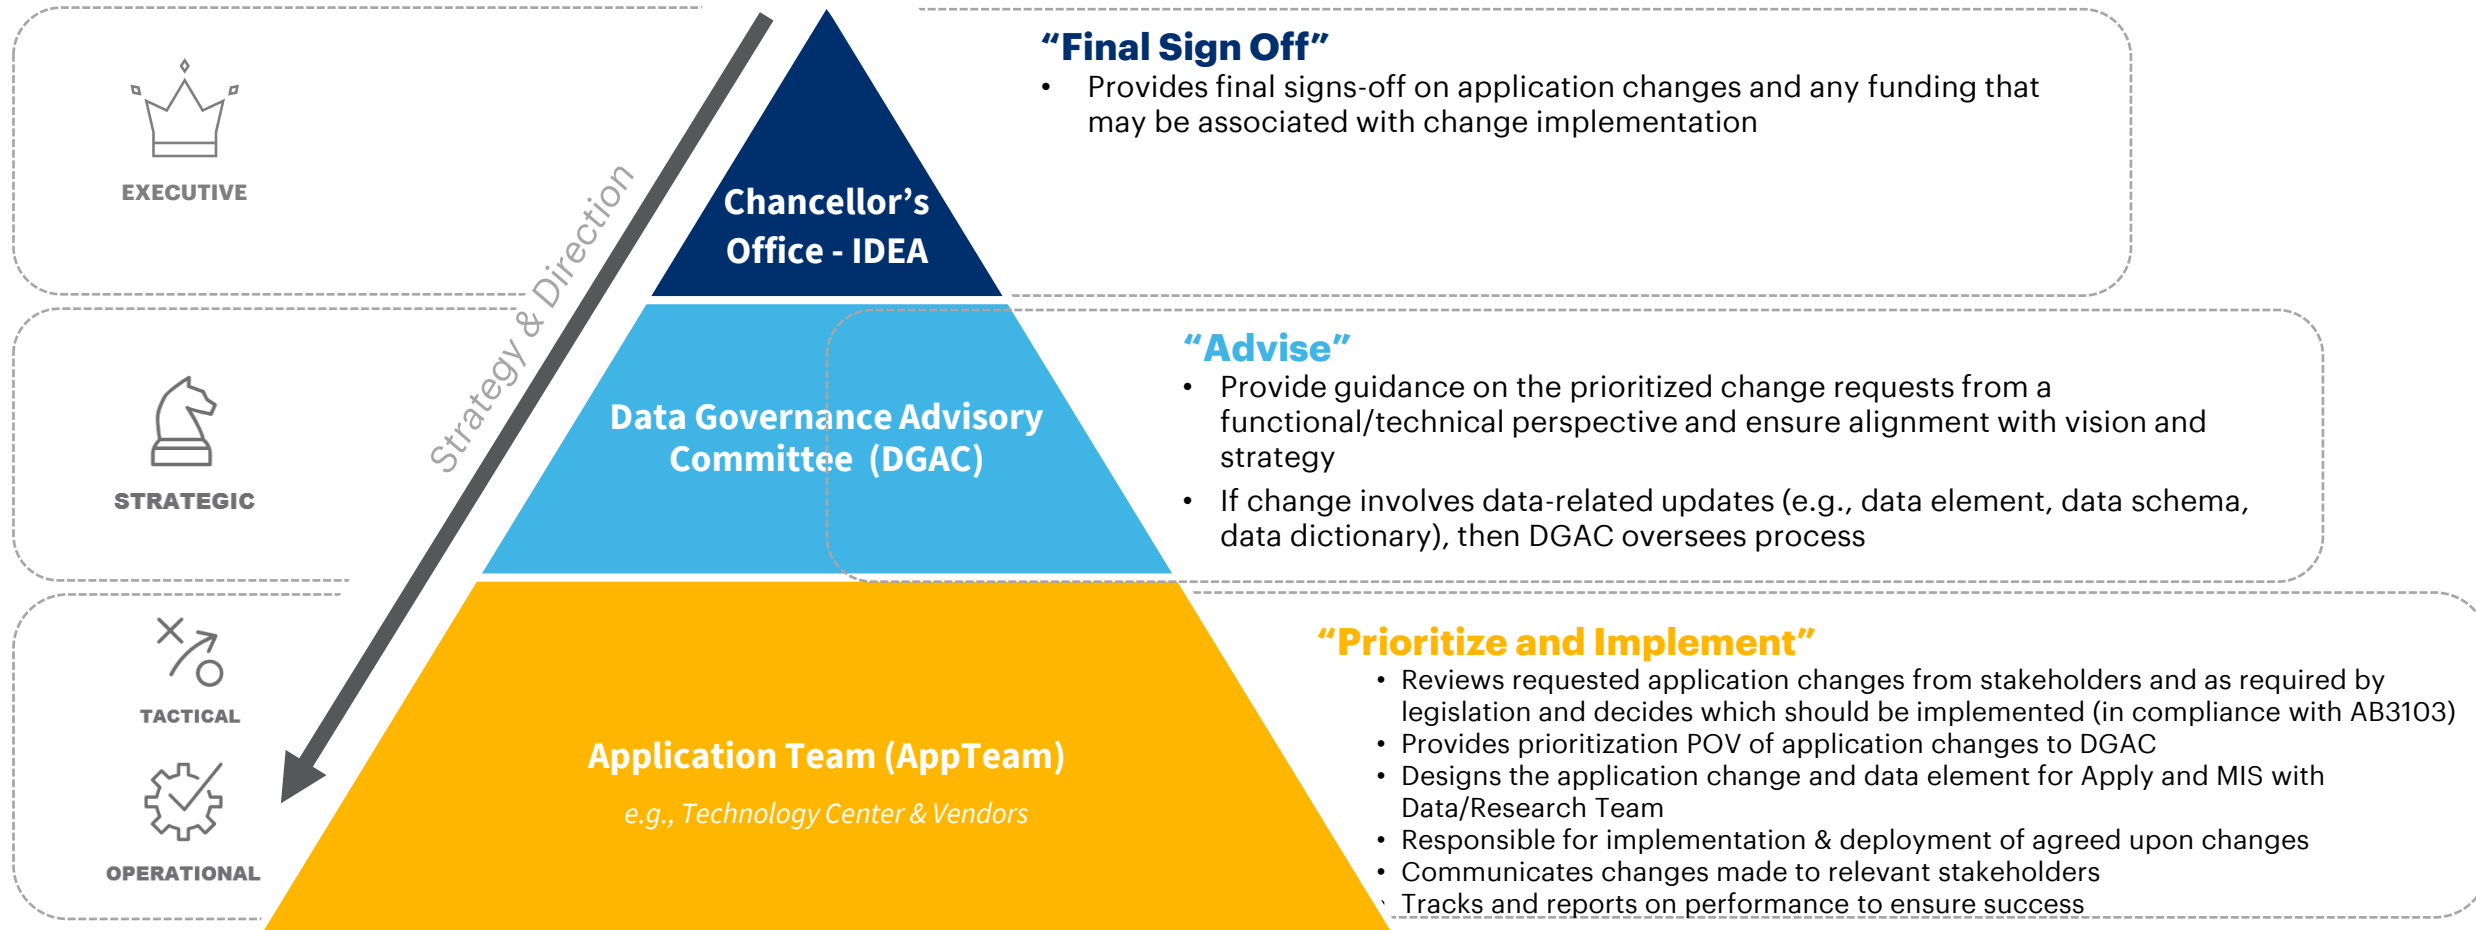 EXECUTIVE
Strategy & Direction
Chancellor's
Office - IDEA
“Final Sign Off”
• Provides final signs-off on application changes and any funding that
may be associated with change implementation
STRATEGIC
Data Governance Advisory
Committee (DGAC)
“Advise”
• Provide guidance on the prioritized change requests from a
functional/technical perspective and ensure alignment with vision and
strategy
• If change involves data-related updates (e.g., data element, data schema,
data dictionary), then DGAC oversees process
TACTICAL
OPERATIONAL
Application Team (AppTeam)
e.g., Technology Center & Vendors
“Prioritize and Implement”
• Reviews requested application changes from stakeholders and as required by
legislation and decides which should be implemented (in compliance with AB3103)
• Provides prioritization POV of application changes to DGAC
• Designs the application change and data element for Apply and MIS with
Data/Research Team
• Responsible for implementation & deployment of agreed upon changes
• Communicates changes made to relevant stakeholders
• Tracks and reports on performance to ensure success